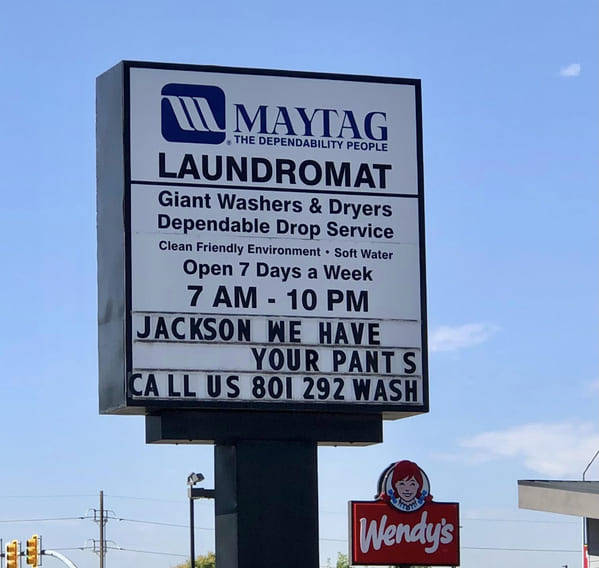 MAYTAG
THE DEPENDABILITY PEOPLE
LAUNDROMAT
Giant Washers & Dryers
Dependable Drop Service
Clean Friendly Environment • Soft Water
Open 7 Days a Week
7 AM - 10 PM
JACKSON WE HAVE
YOUR PANTS
CALL US 801 292 WASH
Wendy's